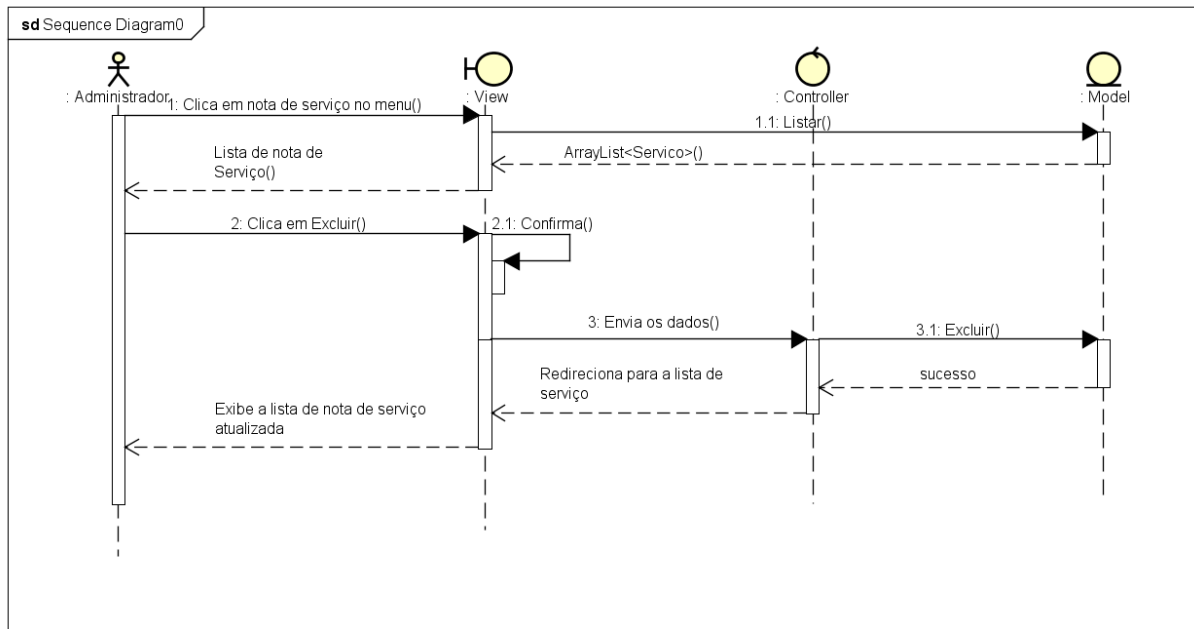 sd Sequence Diagram0
: Administrador
: View
: Controller
: Model
1: Clica em nota de serviço no menu()
1.1: Listar()
ArrayList<Servico>()
Lista de nota de
Serviço()
2: Clica em Excluir()
2.1: Confirma()
3: Envia os dados()
3.1: Excluir()
sucesso
Redireciona para a lista de
serviço
Exibe a lista de nota de serviço
atualizada